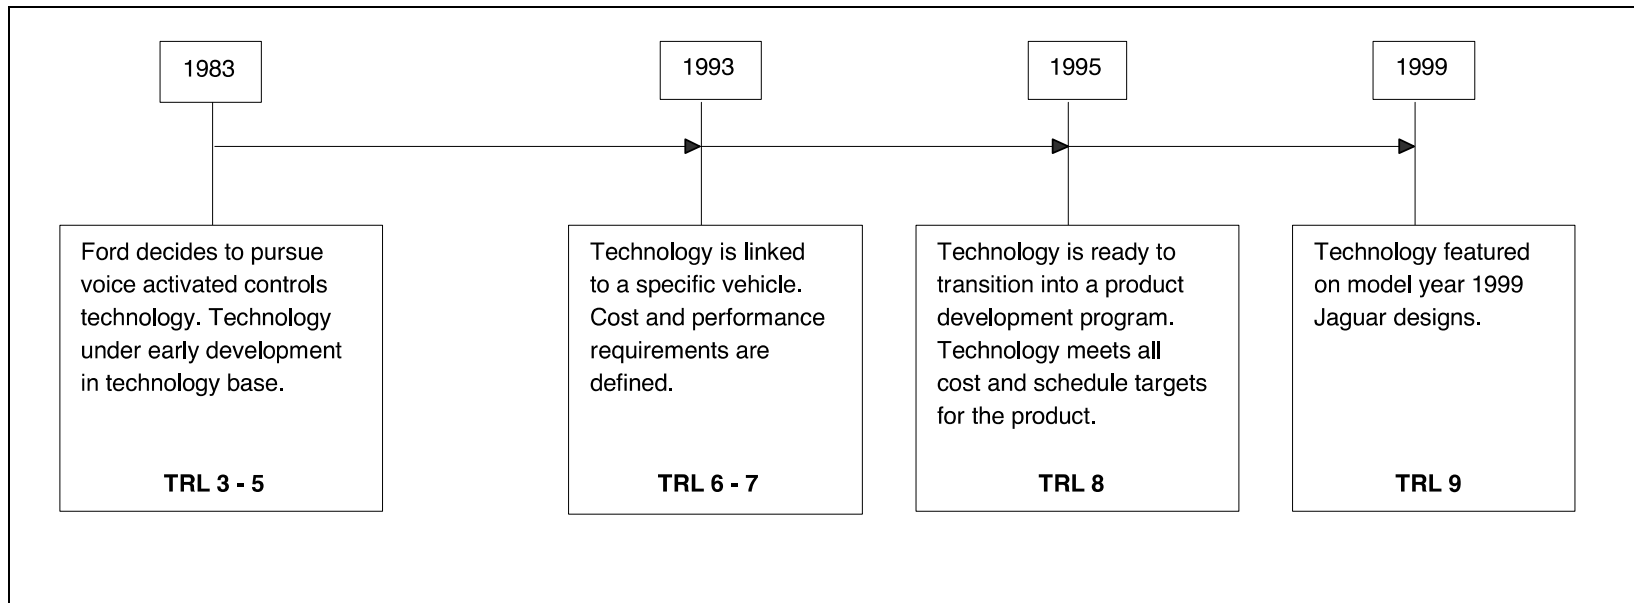 1983
1993
1995
1999
Ford decides to pursue
voice activated controls
technology. Technology
under early development
in technology base.
TRL 3 - 5
Technology is linked
to a specific vehicle.
Cost and performance
requirements are
defined.
TRL 6 - 7
Technology is ready to
transition into a product
development program.
Technology meets all
cost and schedule targets
for the product.
TRL 8
Technology featured
on model year 1999
Jaguar designs.
TRL 9